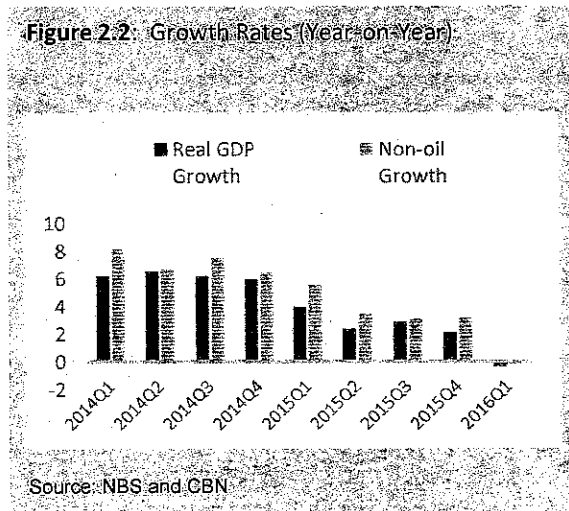 Figure 2.2: Growth Rates (Year-on-Year)
Real GDP Growth
Non-oil Growth
10
8
6
4
2
0
-2
2014Q1
2014Q2
2014Q3
2014Q4
2015Q1
2015Q2
2015Q3
2015Q4
2016Q1
Source: NBS and CBN